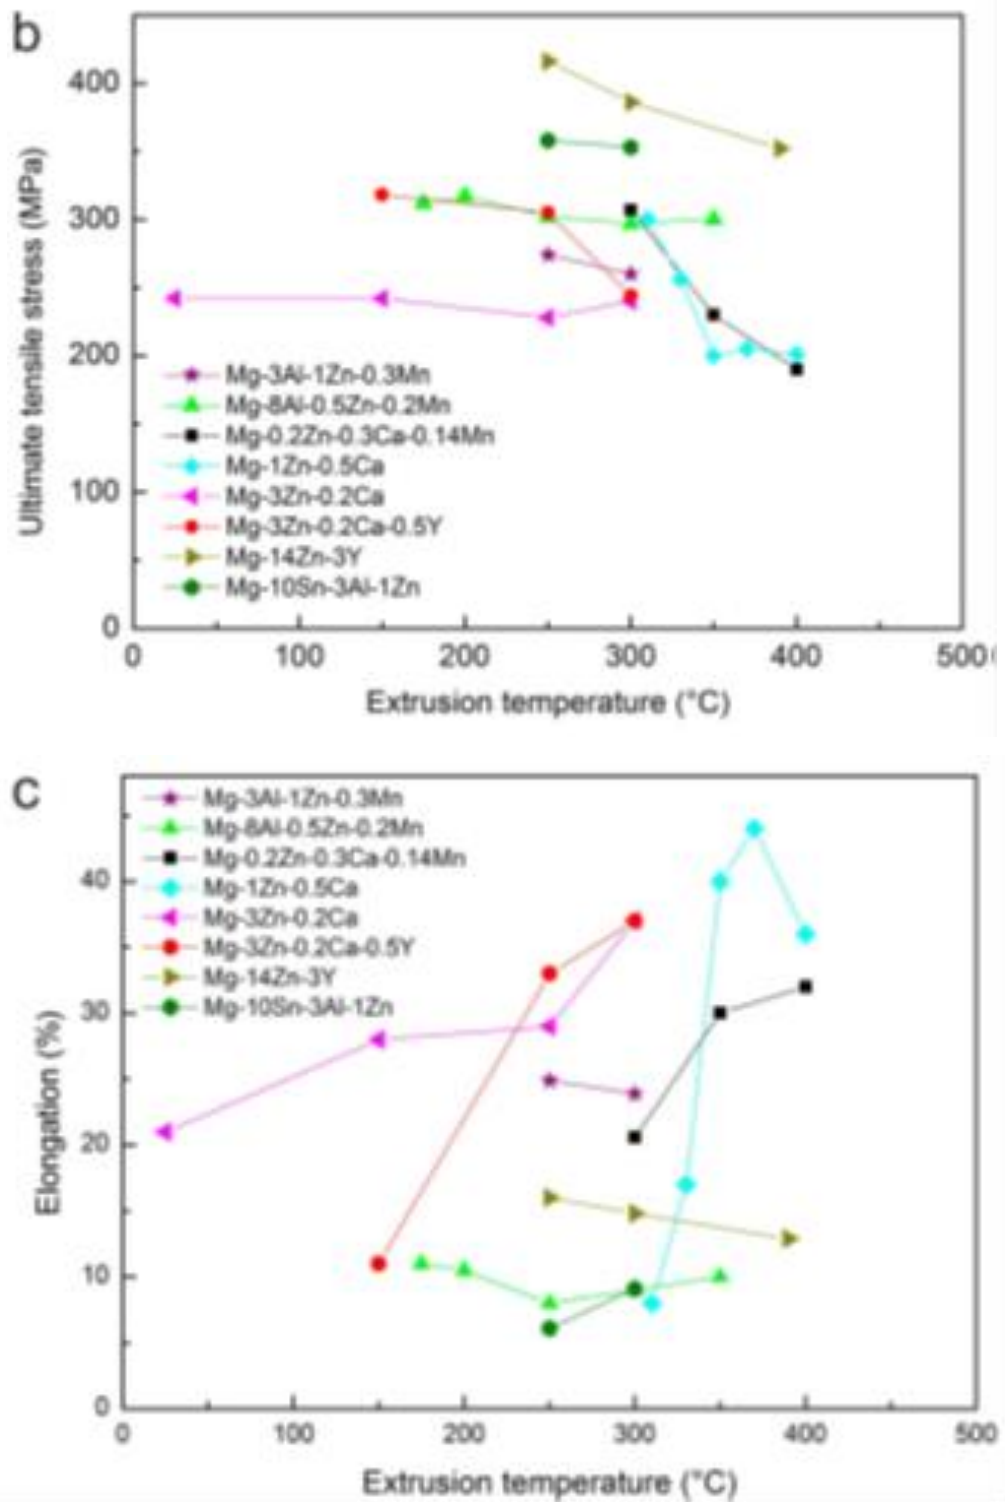 b
400
300
200
100
0
Ultimate tensile stress (MPa)
Mg-3Al-1Zn-0.3Mn
Mg-8Al-0.5Zn-0.2Mn
Mg-0.2Zn-0.3Ca-0.14Mn
Mg-1Zn-0.5Ca
Mg-3Zn-0.2Ca
Mg-3Zn-0.2Ca-0.5Y
Mg-14Zn-3Y
Mg-10Sn-3Al-1Zn
0 100 200 300 400 500
Extrusion temperature (°C)
c
Mg-3Al-1Zn-0.3Mn
Mg-8Al-0.5Zn-0.2Mn
Mg-0.2Zn-0.3Ca-0.14Mn
Mg-1Zn-0.5Ca
Mg-3Zn-0.2Ca
Mg-3Zn-0.2Ca-0.5Y
Mg-14Zn-3Y
Mg-10Sn-3Al-1Zn
40
30
20
10
0
Elongation (%)
0 100 200 300 400 500
Extrusion temperature (°C)